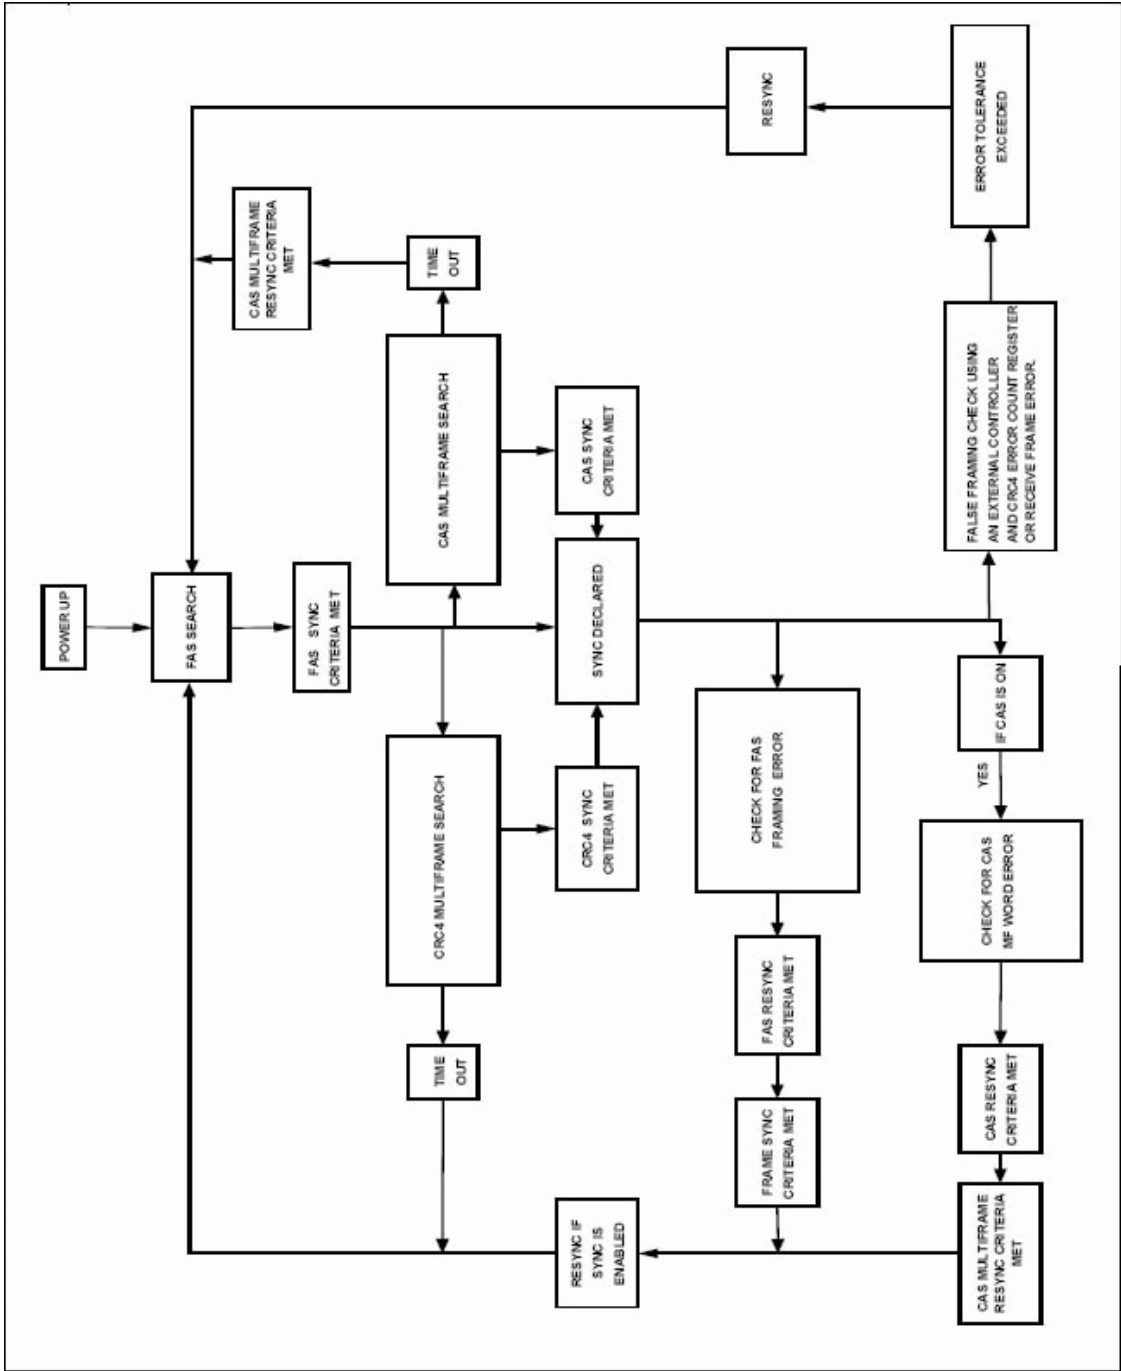 POWER UP
FAS SEARCH
FAS SYNC
CRITERIA MET
RESYNC
ERROR TOLERANCE
EXCEEDED
CAS MULTIFRAME
RESYNC CRITERIA
MET
TIME
OUT
CAS MULTIFRAME SEARCH
CAS SYNC
CRITERIA MET
CRC4 MULTIFRAME SEARCH
TIME
OUT
CRC4 SYNC
CRITERIA MET
SYNC DECLARED
FALSE FRAMING CHECK USING
AN EXTERNAL CONTROLLER
AND CRC4 ERROR COUNT REGISTER
OR RECEIVE FRAME ERROR.
CHECK FOR FAS
FRAMING ERROR
IF CAS IS ON
YES
CHECK FOR CAS
MF WORD ERROR
FAS RESYNC
CRITERIA MET
FRAME SYNC
CRITERIA MET
CAS RESYNC
CRITERIA MET
CAS MULTIFRAME
RESYNC CRITERIA
MET
RESYNC IF
SYNC IS
ENABLED